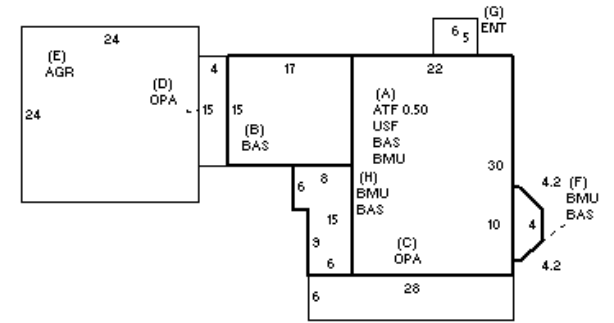 (G)
ENT
6
5
24
(E)
AGR
24
(D)
OPA
4
15
17
15
(B)
BAS
22
(A)
ATF 0.50
USF
BAS
BMU
30
8
6
(H)
BMU
BAS
15
9
6
(C)
OPA
10
4.2
(F)
BMU
BAS
4
4.2
6
28